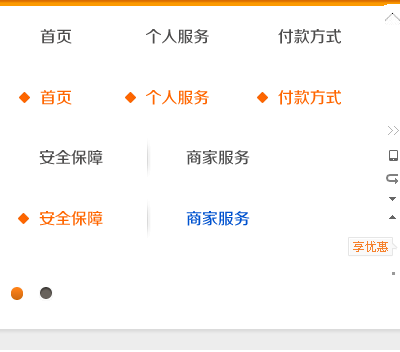 首页 个人服务 付款方式
首页 个人服务 付款方式
安全保障 商家服务
安全保障 商家服务
享优惠